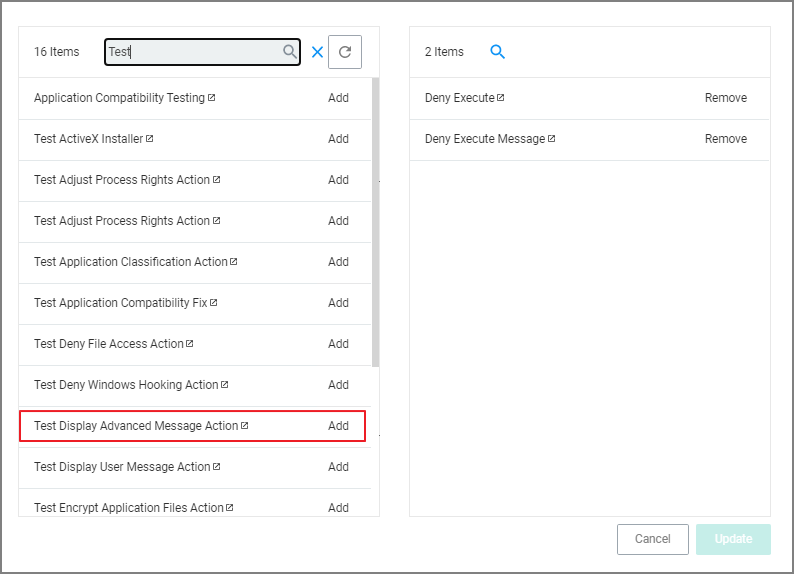 16 Items Test
Application Compatibility Testing Add
Test ActiveX Installer Add
Test Adjust Process Rights Action Add
Test Adjust Process Rights Action Add
Test Application Classification Action Add
Test Application Compatibility Fix Add
Test Deny File Access Action Add
Test Deny Windows Hooking Action Add
Test Display Advanced Message Action Add
Test Display User Message Action Add
Test Encrypt Application Files Action Add
2 Items
Deny Execute Remove
Deny Execute Message Remove
Cancel Update